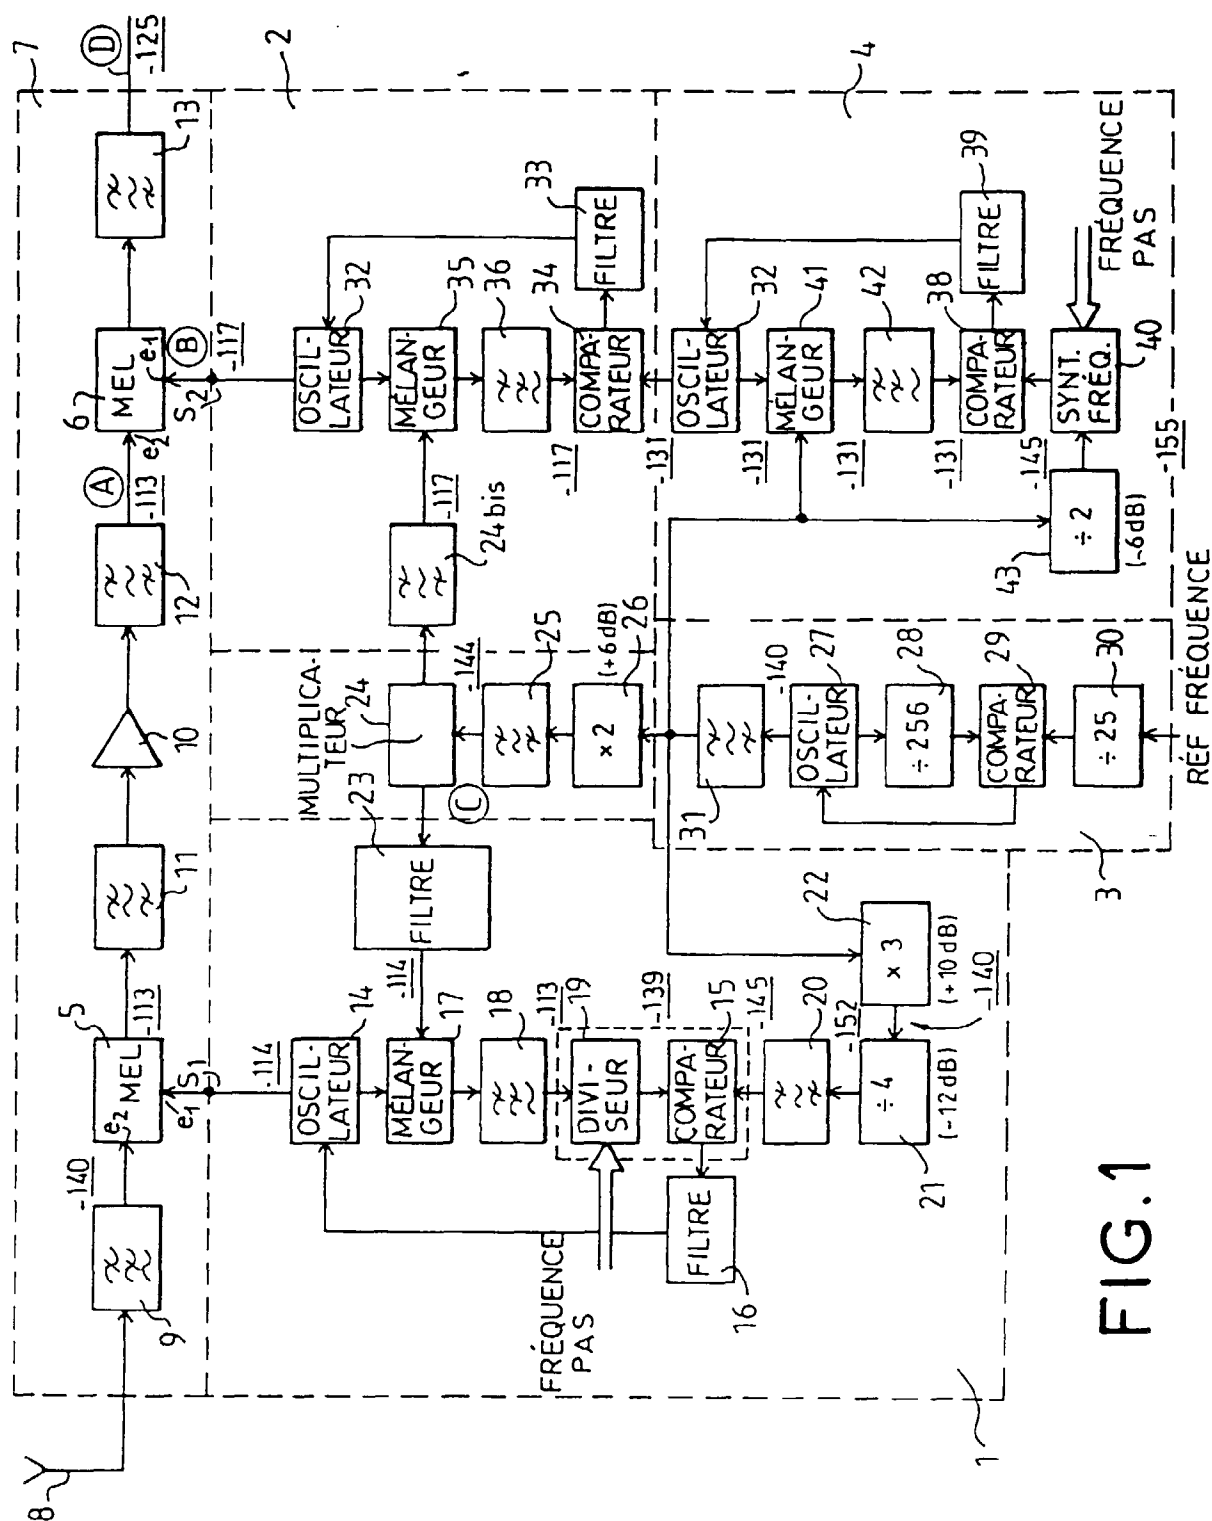 8
9
-140
e2
5
MEL
-113
e'1
S1
11
10
12
-113
A
e'2
6
MEL
e1
B
S2
-117
13
D
-125
7
2
-114
14
OSCIL-
LATEUR
17
MÉLAN-
GEUR
-114
18
-113
19
DIVI-
SEUR
-139
15
COMPA-
RATEUR
-145
20
-152
21
÷4
(-12dB)
22
x 3
(+10dB)
-140
FRÉQUENCE
PAS
FILTRE
16
1
23
FILTRE
C
MULTIPLICA-
TEUR
24
-144
25
(+6dB)
x2
26
24bis
-117
OSCIL-
LATEUR
32
MÉLAN-
GEUR
35
36
COMPA-
RATEUR
34
-117
FILTRE
33
-131
OSCIL-
LATEUR
32
-131
MÉLAN-
GEUR
41
-131
42
-131
COMPA-
RATEUR
38
-145
FILTRE
39
SYNT.
FRÉQ.
40
-155
FRÉQUENCE
PAS
4
43
÷2
(-6dB)
31
-140
OSCIL-
LATEUR
27
÷256
28
COMPA-
RATEUR
29
÷25
30
RÉF FRÉQUENCE
3
FIG.1